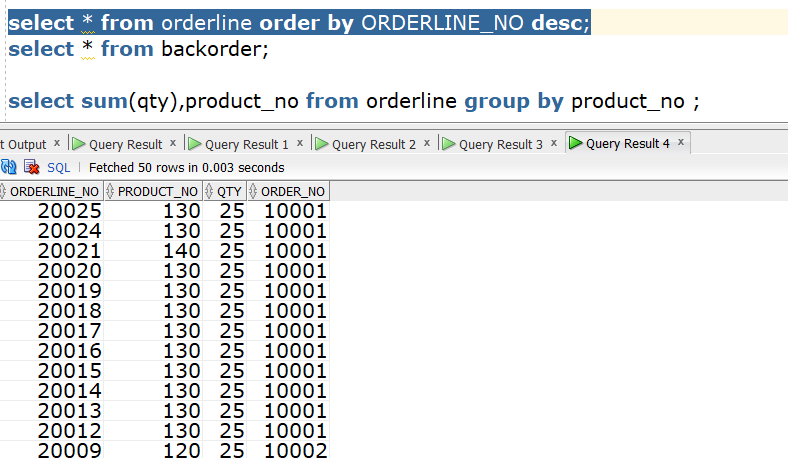 select * from orderline order by ORDERLINE_NO desc;
select * from backorder;
select sum(qty),product_no from orderline group by product_no ;
t Output x Query Result x Query Result 1 x Query Result 2 x Query Result 3 x Query Result 4 x
SQL | Fetched 50 rows in 0.003 seconds
ORDERLINE_NO PRODUCT_NO QTY ORDER_NO
20025 130 25 10001
20024 130 25 10001
20021 140 25 10001
20020 130 25 10001
20019 130 25 10001
20018 130 25 10001
20017 130 25 10001
20016 130 25 10001
20015 130 25 10001
20014 130 25 10001
20013 130 25 10001
20012 130 25 10001
20009 120 25 10002